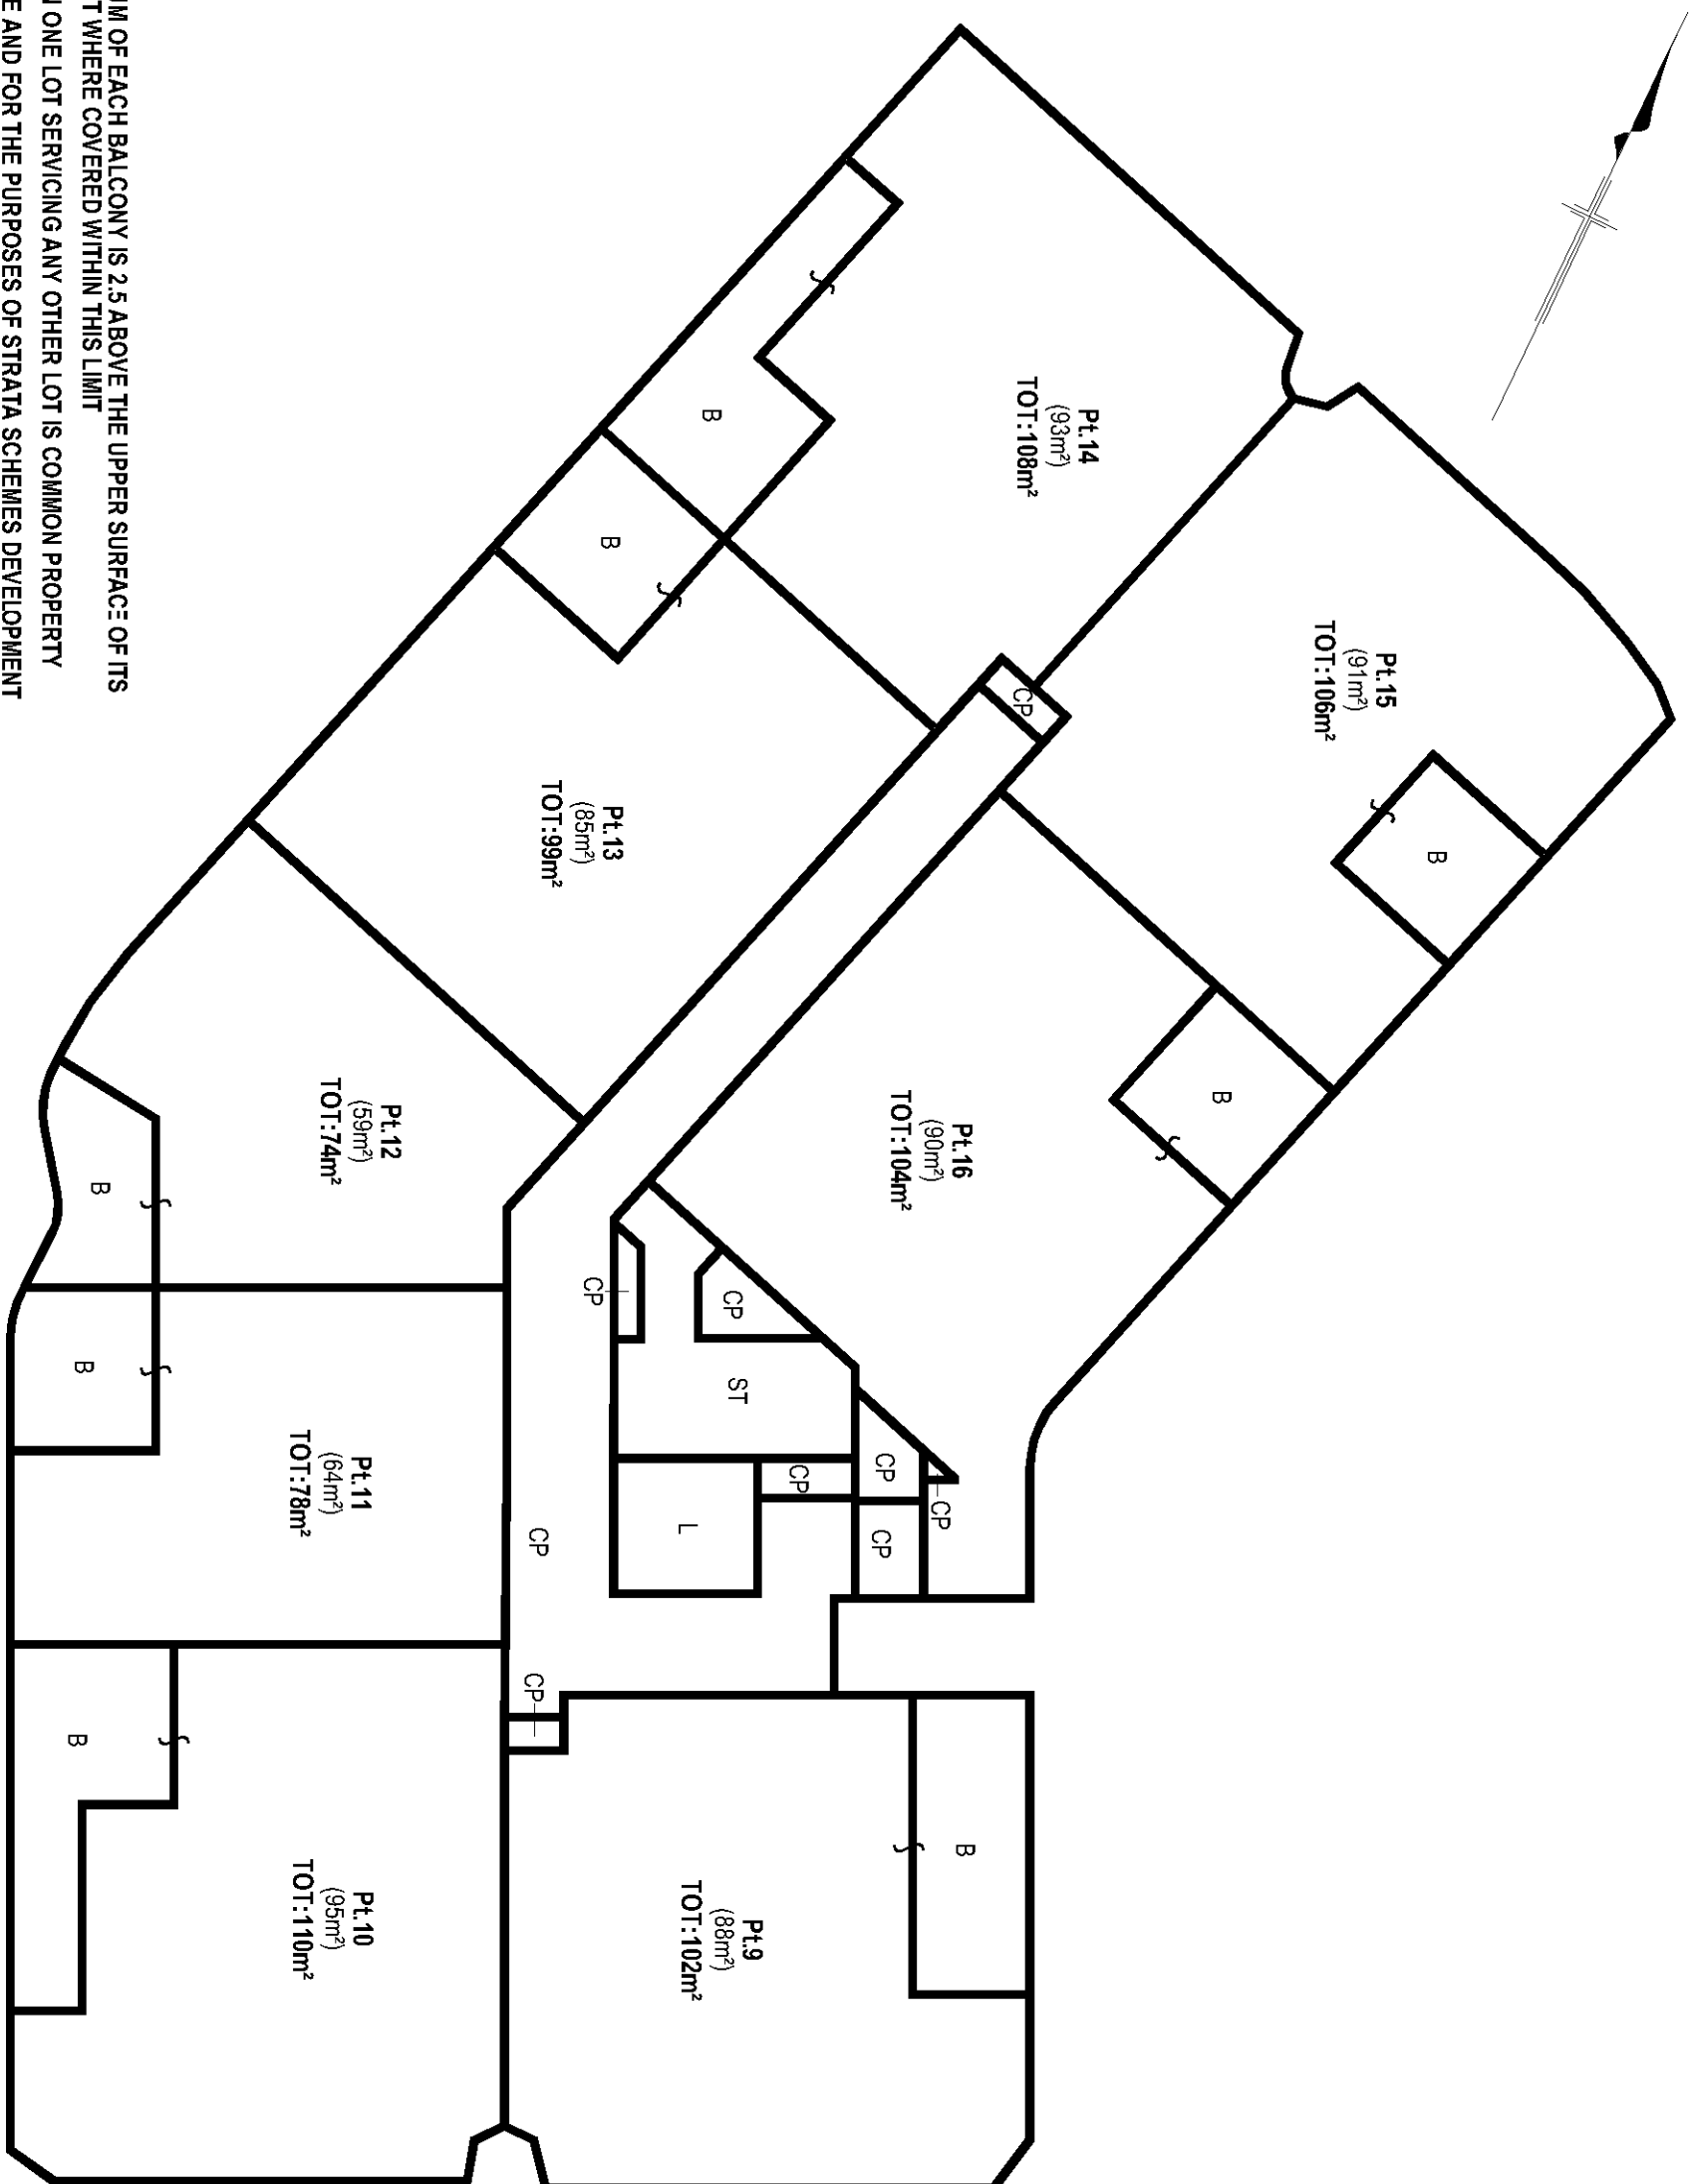 Pt.15
(91m²)
TOT:106m²
B
Pt.14
(93m²)
TOT:108m²
B
CP
Pt.16
(90m²)
TOT:104m²
B
B
Pt.13
(85m²)
TOT:99m²
Pt.12
(59m²)
TOT:74m²
B
CP
CP
ST
CP
CP
CP
CP
L
CP
CP
Pt.11
(64m²)
TOT:78m²
B
Pt.9
(88m²)
TOT:102m²
B
Pt.10
(95m²)
TOT:110m²
B
OF EACH BALCONY IS 2.5 ABOVE THE UPPER SURFACE OF ITS
WHERE COVERED WITHIN THIS LIMIT
ONE LOT SERVICING ANY OTHER LOT IS COMMON PROPERTY
AND FOR THE PURPOSES OF STRATA SCHEMES DEVELOPMENT